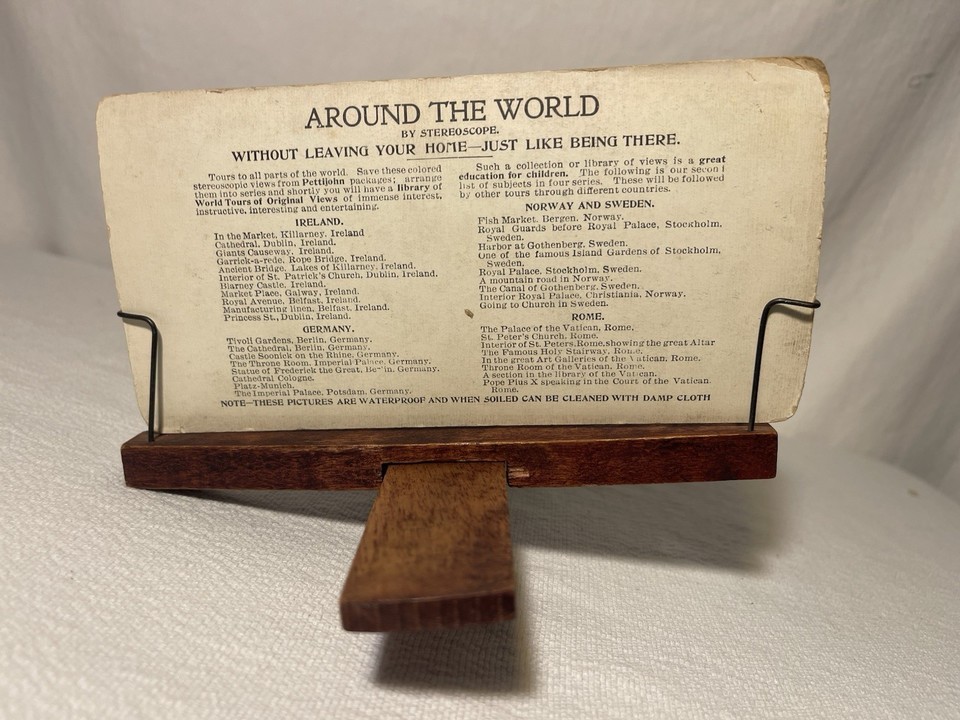 AROUND THE WORLD
BY STEREOSCOPE.
WITHOUT LEAVING YOUR HOME—JUST LIKE BEING THERE.
Tours to all parts of the world. Save these colored
stereoscopic views from Pettijohn packages; arrange
them into series and shortly you will have a library of
World Tours of Original Views of immense interest,
instructive, interesting and entertaining.
IRELAND.
In the Market, Killarney, Ireland
Cathedral, Dublin, Ireland.
Giants Causeway, Ireland.
Garrick-a-rede, Rope Bridge, Ireland.
Ancient Bridge, Lakes of Killarney, Ireland.
Interior of St. Patrick's Church, Dublin, Ireland.
Blarney Castle, Ireland.
Market Place, Galway, Ireland.
Royal Avenue, Belfast, Ireland.
Manufacturing linen, Belfast, Ireland.
Princess St., Dublin, Ireland.
GERMANY.
Tivoli Gardens, Berlin, Germany.
The Cathedral, Berlin, Germany.
Castle Soonick on the Rhine, Germany.
The Throne Room, Imperial Palace, Germany.
Statue of Frederick the Great, Berlin, Germany.
Cathedral Cologne.
Platz-Munich.
The Imperial Palace, Potsdam, Germany.
Such a collection or library of views is a great
education for children. The following is our second
list of subjects in four series. These will be followed
by other tours through different countries.
NORWAY AND SWEDEN.
Fish Market, Bergen, Norway.
Royal Guards before Royal Palace, Stockholm,
Sweden.
Harbor at Gothenberg, Sweden.
One of the famous Island Gardens of Stockholm,
Sweden.
Royal Palace, Stockholm, Sweden.
A mountain road in Norway.
The Canal of Gothenberg, Sweden.
Interior Royal Palace, Christiania, Norway.
Going to Church in Sweden.
ROME.
The Palace of the Vatican, Rome.
St. Peter's Church, Rome.
Interior of St. Peters, Rome, showing the great Altar
The Famous Holy Stairway, Rome.
In the great Art Galleries of the Vatican, Rome.
Throne Room of the Vatican, Rome.
A section in the library of the Vatican.
Pope Pius X speaking in the Court of the Vatican.
Rome.
NOTE—THESE PICTURES ARE WATERPROOF AND WHEN SOILED CAN BE CLEANED WITH DAMP CLOTH